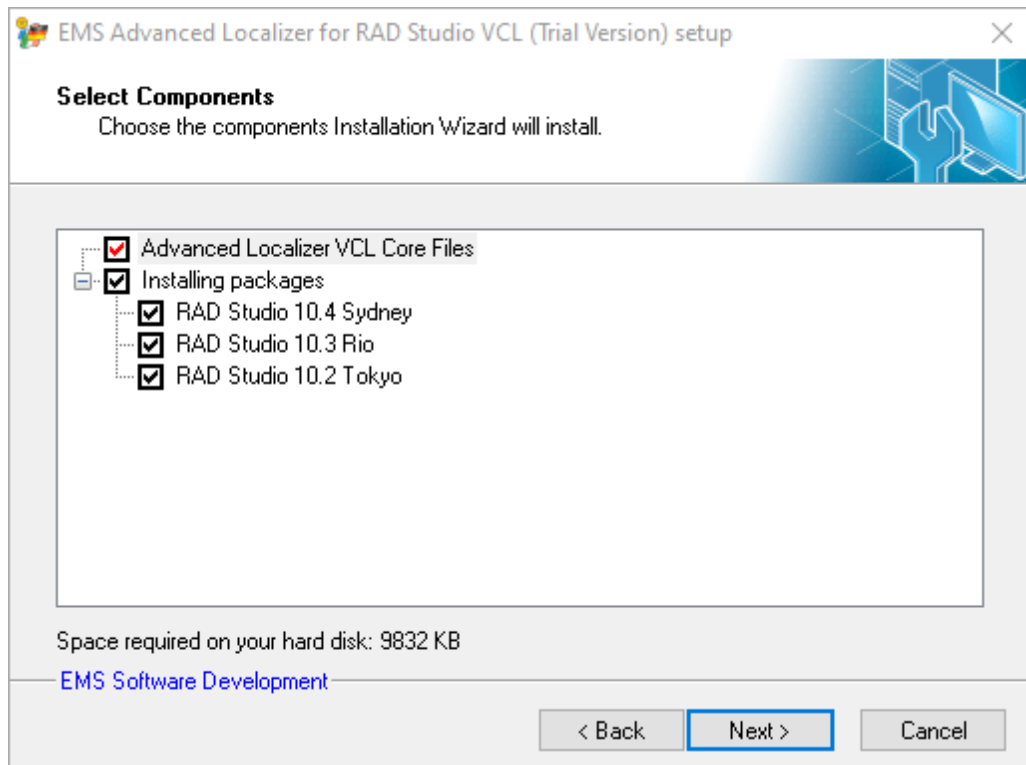 EMS Advanced Localizer for RAD Studio VCL (Trial Version) setup
Select Components
Choose the components Installation Wizard will install.
Advanced Localizer VCL Core Files
Installing packages
RAD Studio 10.4 Sydney
RAD Studio 10.3 Rio
RAD Studio 10.2 Tokyo
Space required on your hard disk: 9832 KB
EMS Software Development
< Back
Next >
Cancel